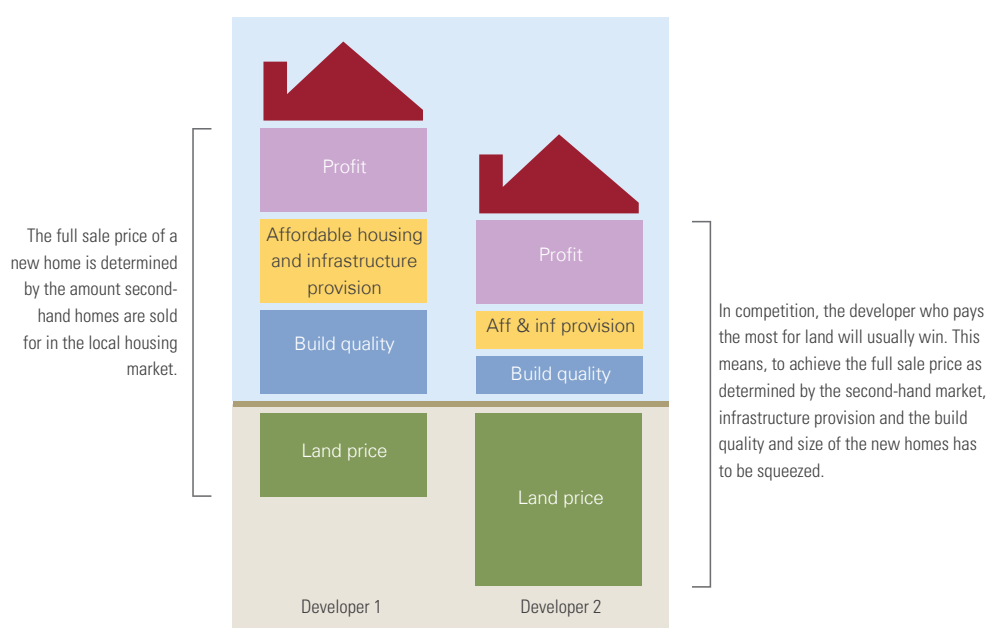 The full sale price of a
new home is determined
by the amount second-
hand homes are sold
for in the local housing
market.
Profit
Affordable housing
and infrastructure
provision
Build quality
Land price
Developer 1
Profit
Aff & inf provision
Build quality
Land price
Developer 2
In competition, the developer who pays
the most for land will usually win. This
means, to achieve the full sale price as
determined by the second-hand market,
infrastructure provision and the build
quality and size of the new homes has
to be squeezed.